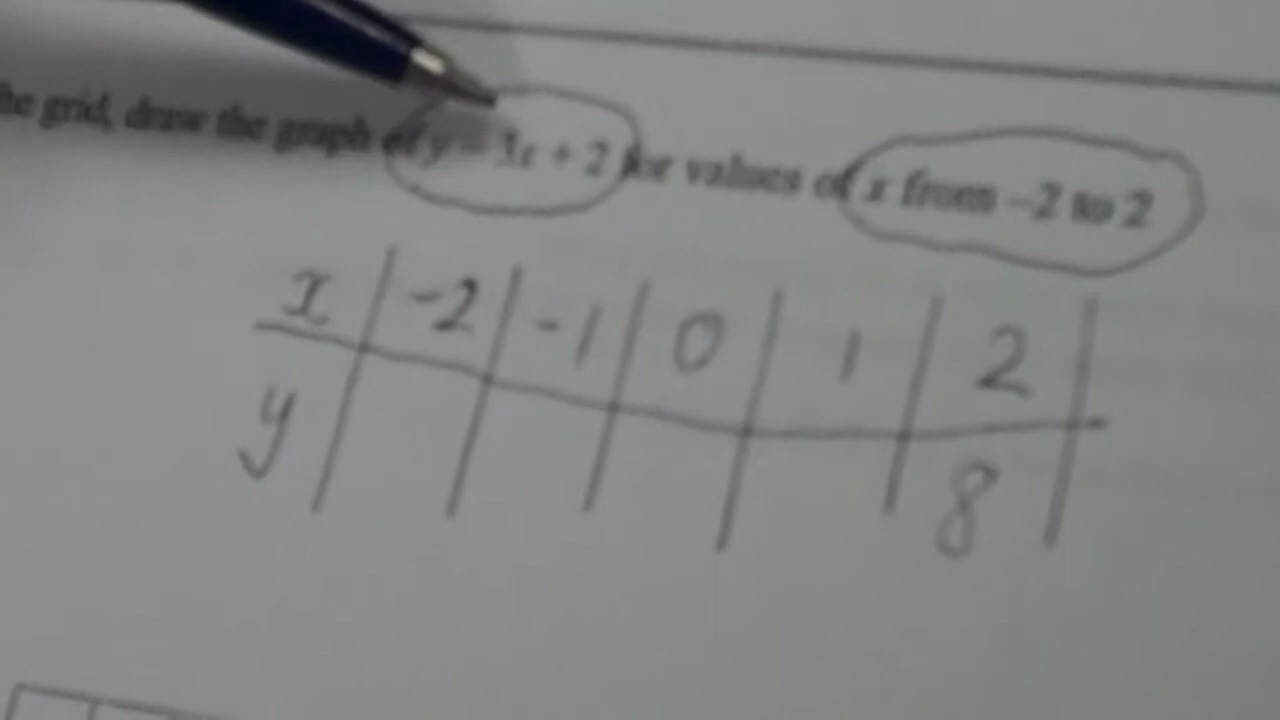 he grid, draw the graph of y = 3x + 2 for values of x from –2 to 2
x -2 -1 0 1 2
y 8